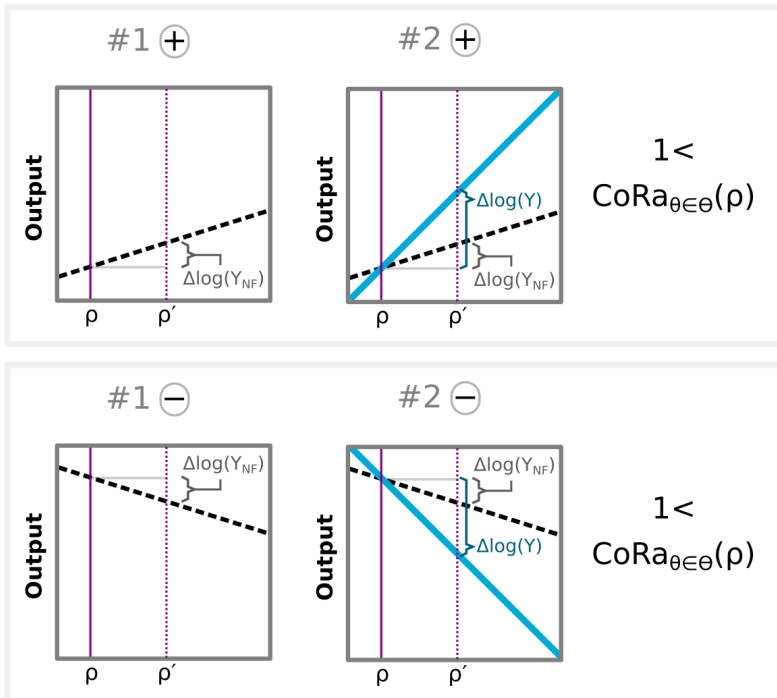 #1 +
#2 +
Output
Δlog(Y_NF)
ρ
ρ′
Output
Δlog(Y)
Δlog(Y_NF)
ρ
ρ′
1<
CoRa_θ∈Θ(ρ)
#1 −
#2 −
Output
Δlog(Y_NF)
ρ
ρ′
Output
Δlog(Y_NF)
Δlog(Y)
ρ
ρ′
1<
CoRa_θ∈Θ(ρ)